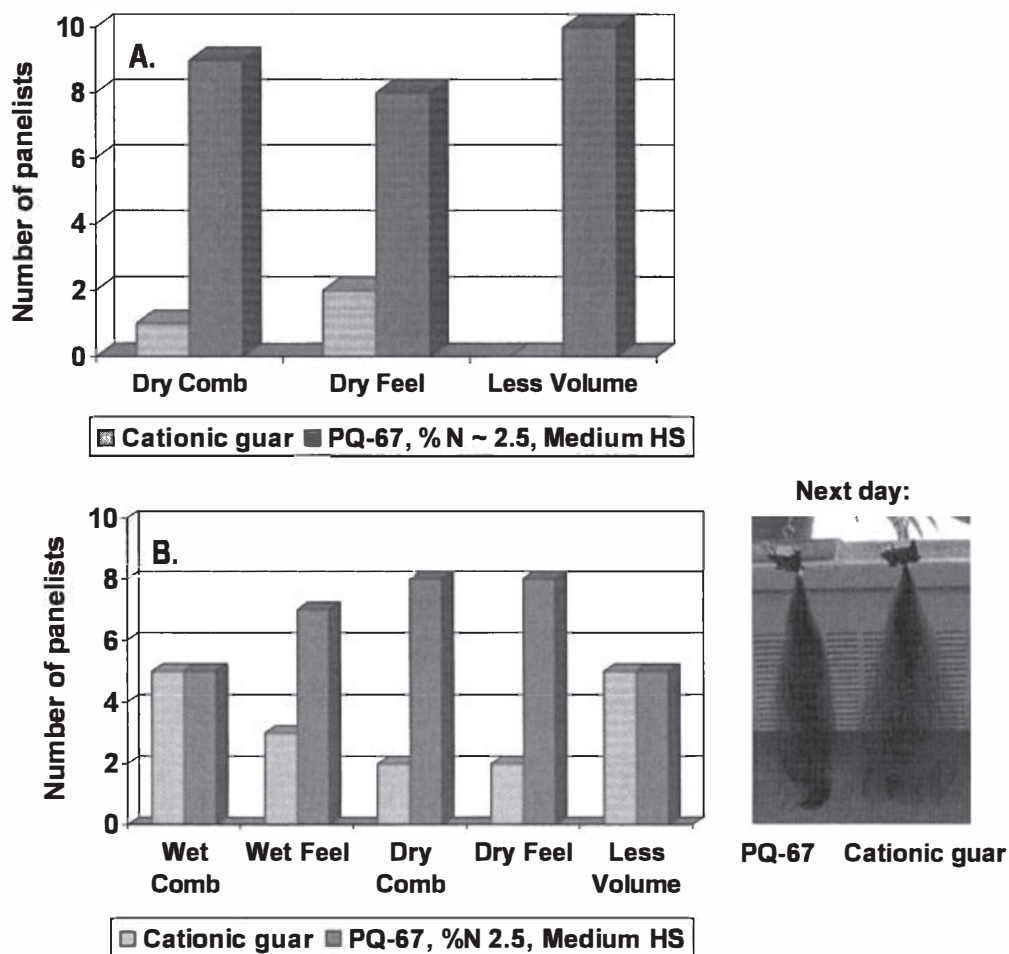 A.
Number of panelists
10
8
6
4
2
0
Dry Comb Dry Feel Less Volume
Cationic guar PQ-67, % N ~ 2.5, Medium HS
B.
Number of panelists
10
8
6
4
2
0
Wet Comb Wet Feel Dry Comb Dry Feel Less Volume
Cationic guar PQ-67, %N 2.5, Medium HS
Next day:
PQ-67 Cationic guar